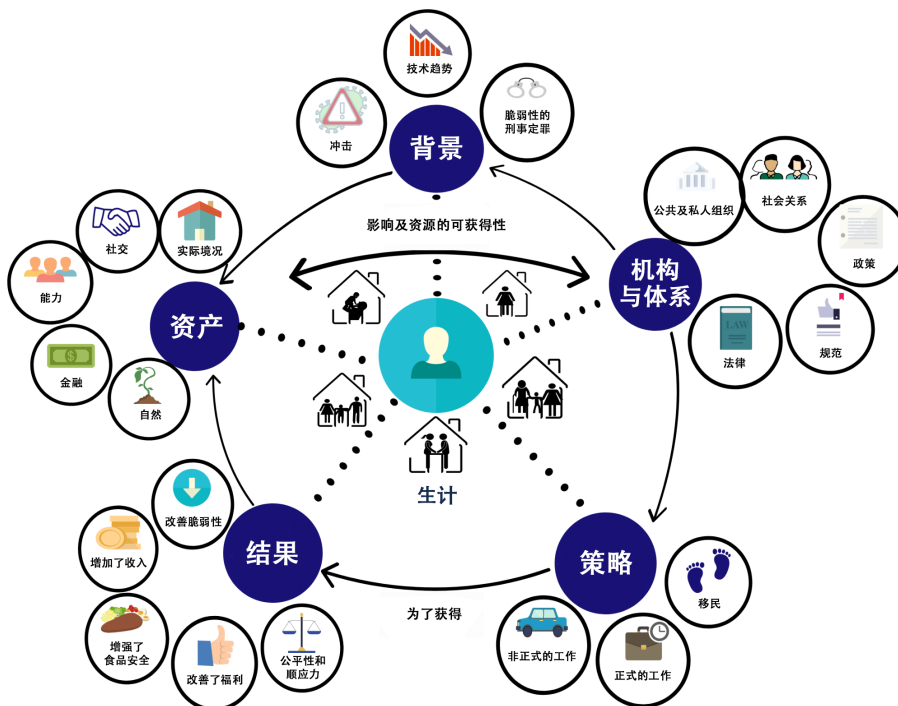 技术趋势
冲击
脆弱性的
刑事定罪
背景
公共及私人组织
社会关系
政策
规范
法律
机构
与体系
影响及资源的可获得性
社交
实际境况
能力
金融
自然
资产
LAW
$
生计
改善脆弱性
增加了收入
增强了
食品安全
改善了福利
公平性和
顺应力
结果
为了获得
策略
移民
非正式的工作
正式的工作